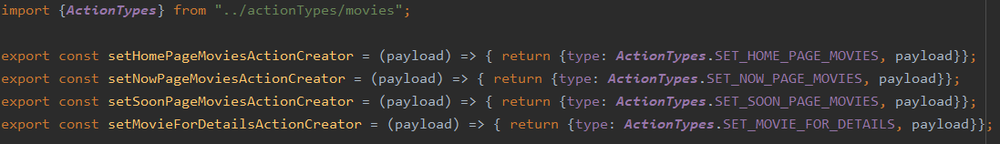 import {ActionTypes} from "../actionTypes/movies";
export const setHomePageMoviesActionCreator = (payload) => { return {type: ActionTypes.SET_HOME_PAGE_MOVIES, payload}};
export const setNowPageMoviesActionCreator = (payload) => { return {type: ActionTypes.SET_NOW_PAGE_MOVIES, payload}};
export const setSoonPageMoviesActionCreator = (payload) => { return {type: ActionTypes.SET_SOON_PAGE_MOVIES, payload}};
export const setMovieForDetailsActionCreator = (payload) => { return {type: ActionTypes.SET_MOVIE_FOR_DETAILS, payload}};